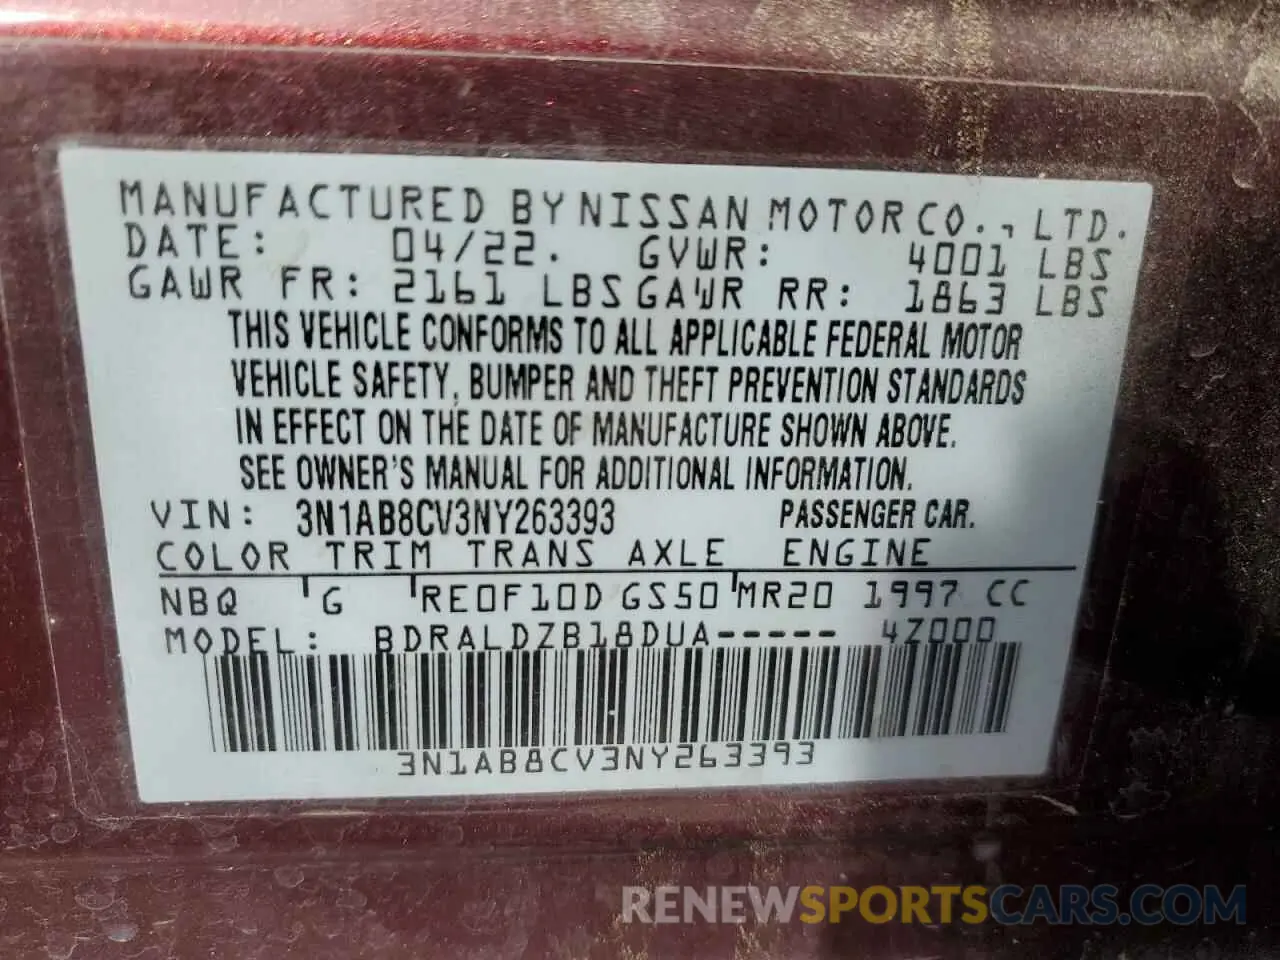 MANUFACTURED BY NISSAN MOTOR CO., LTD.
DATE: 04/22. GVWR: 4001 LBS
GAWR FR: 2161 LBS GAWR RR: 1863 LBS
THIS VEHICLE CONFORMS TO ALL APPLICABLE FEDERAL MOTOR
VEHICLE SAFETY, BUMPER AND THEFT PREVENTION STANDARDS
IN EFFECT ON THE DATE OF MANUFACTURE SHOWN ABOVE.
SEE OWNER'S MANUAL FOR ADDITIONAL INFORMATION.
VIN: 3N1AB8CV3NY263393 PASSENGER CAR.
COLOR TRIM TRANS AXLE ENGINE
NBQ G RE0F10D GS50 MR20 1997 CC
MODEL: BDRALDZB18DUA----- 4Z000
3N1AB8CV3NY263393
RENEWSPORTSCARS.COM